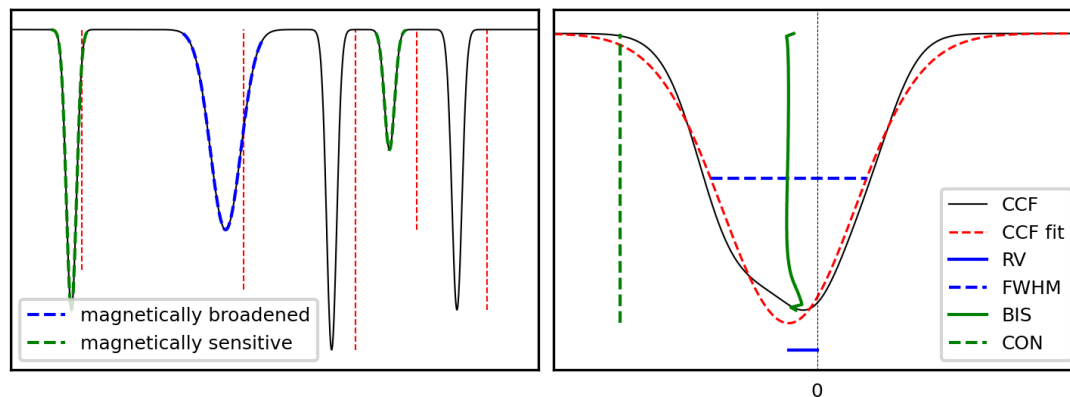 magnetically broadened
magnetically sensitive
CCF
CCF fit
RV
FWHM
BIS
CON
0